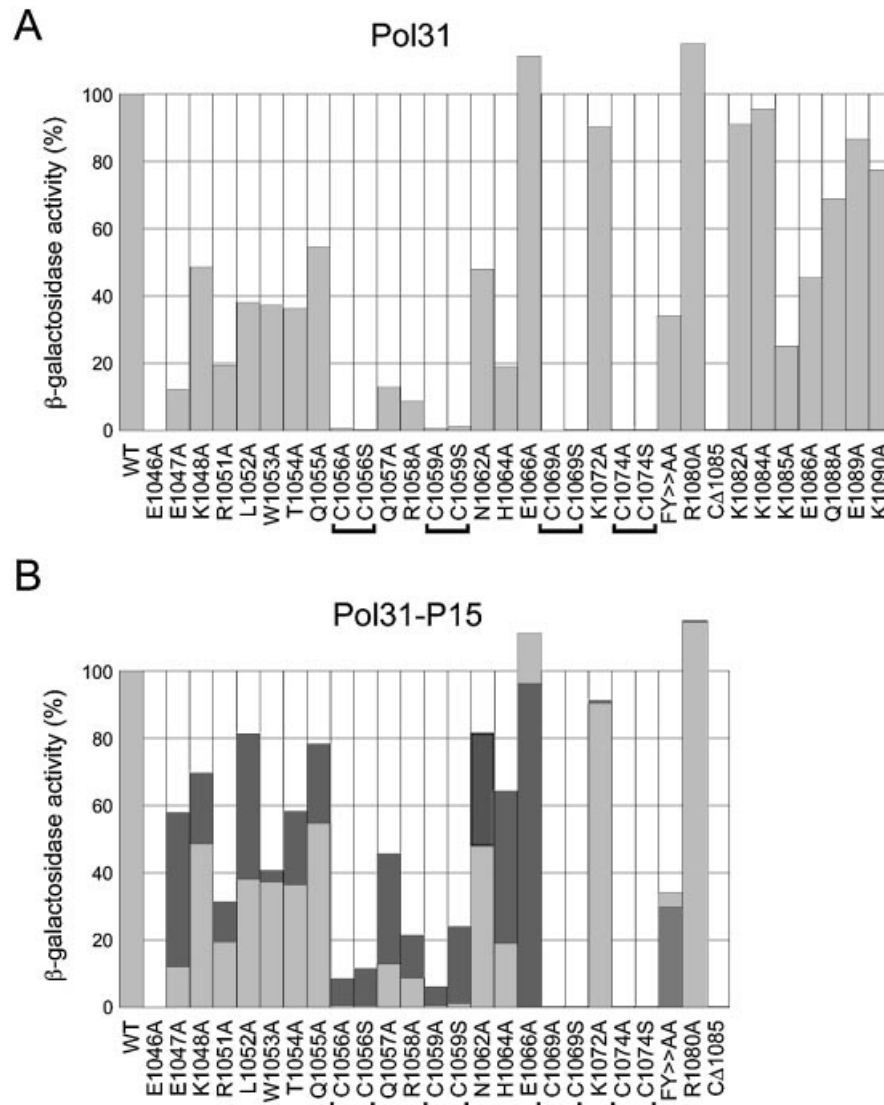 A
Pol31
β-galactosidase activity (%)
100
80
60
40
20
0
WT
E1046A
E1047A
K1048A
R1051A
L1052A
W1053A
T1054A
Q1055A
C1056A
C1056S
Q1057A
R1058A
C1059A
C1059S
N1062A
H1064A
E1066A
C1069A
C1069S
K1072A
C1074A
C1074S
FY>>AA
R1080A
CΔ1085
K1082A
K1084A
K1085A
E1086A
Q1088A
E1089A
K1090A
B
Pol31-P15
β-galactosidase activity (%)
100
80
60
40
20
0
WT
E1046A
E1047A
K1048A
R1051A
L1052A
W1053A
T1054A
Q1055A
C1056A
C1056S
Q1057A
R1058A
C1059A
C1059S
N1062A
H1064A
E1066A
C1069A
C1069S
K1072A
C1074A
C1074S
FY>>AA
R1080A
CΔ1085